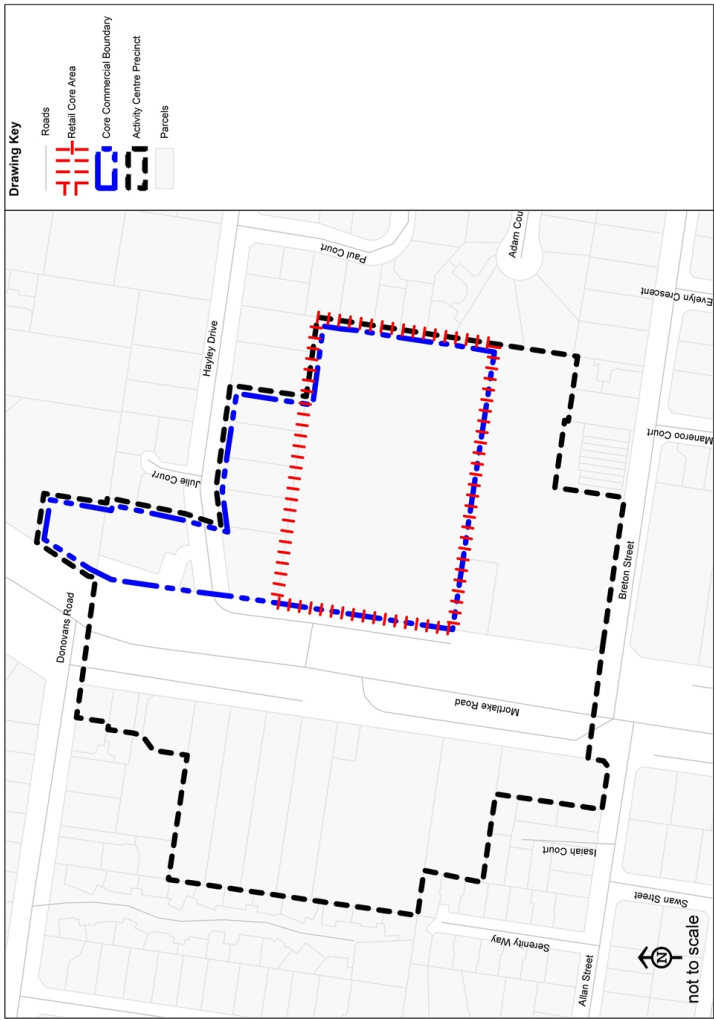 Drawing Key
Roads
Retail Core Area
Core Commercial Boundary
Activity Centre Precinct
Parcels
Paul Court
Adam Cou
Evelyn Crescent
Hayley Drive
Julie Court
Maneroo Court
Breton Street
Donovans Road
Mortlake Road
Isaiah Court
Swan Street
Serenity Way
Allan Street
N
not to scale